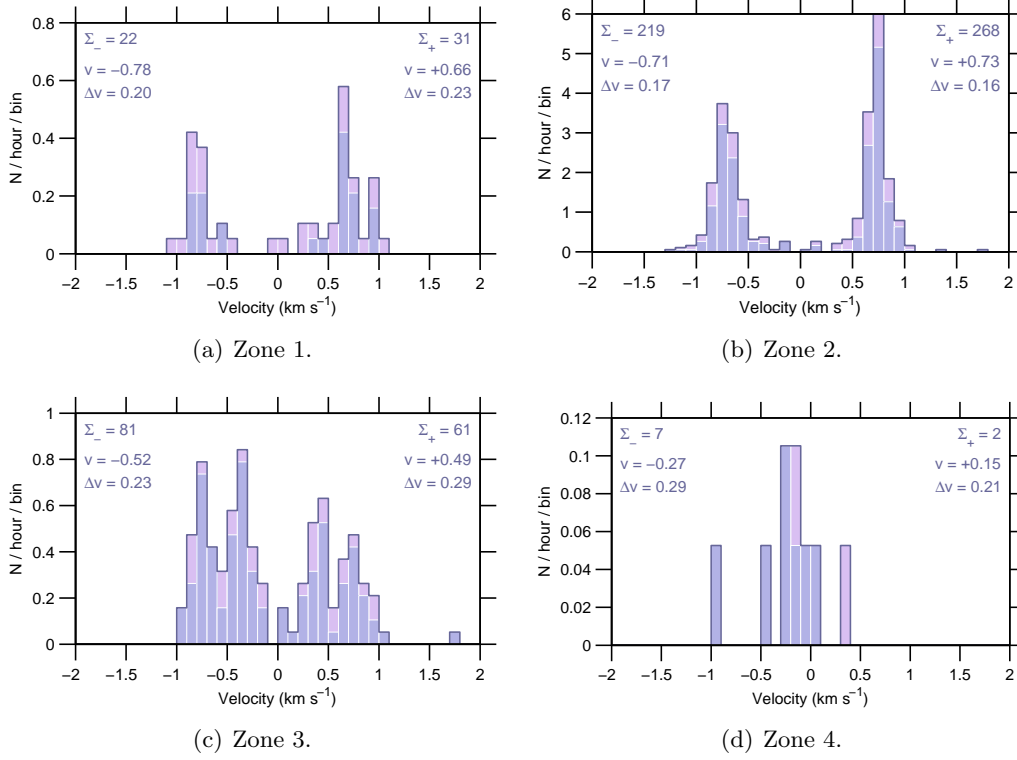 0.8
0.6
0.4
0.2
0
N / hour / bin
Σ− = 22
v = −0.78
Δv = 0.20
Σ+ = 31
v = +0.66
Δv = 0.23
−2 −1.5 −1 −0.5 0 0.5 1 1.5 2
Velocity (km s−1)
(a) Zone 1.
6
5
4
3
2
1
0
N / hour / bin
Σ− = 219
v = −0.71
Δv = 0.17
Σ+ = 268
v = +0.73
Δv = 0.16
−2 −1.5 −1 −0.5 0 0.5 1 1.5 2
Velocity (km s−1)
(b) Zone 2.
1
0.8
0.6
0.4
0.2
0
N / hour / bin
Σ− = 81
v = −0.52
Δv = 0.23
Σ+ = 61
v = +0.49
Δv = 0.29
−2 −1.5 −1 −0.5 0 0.5 1 1.5 2
Velocity (km s−1)
(c) Zone 3.
0.12
0.1
0.08
0.06
0.04
0.02
0
N / hour / bin
Σ− = 7
v = −0.27
Δv = 0.29
Σ+ = 2
v = +0.15
Δv = 0.21
−2 −1.5 −1 −0.5 0 0.5 1 1.5 2
Velocity (km s−1)
(d) Zone 4.